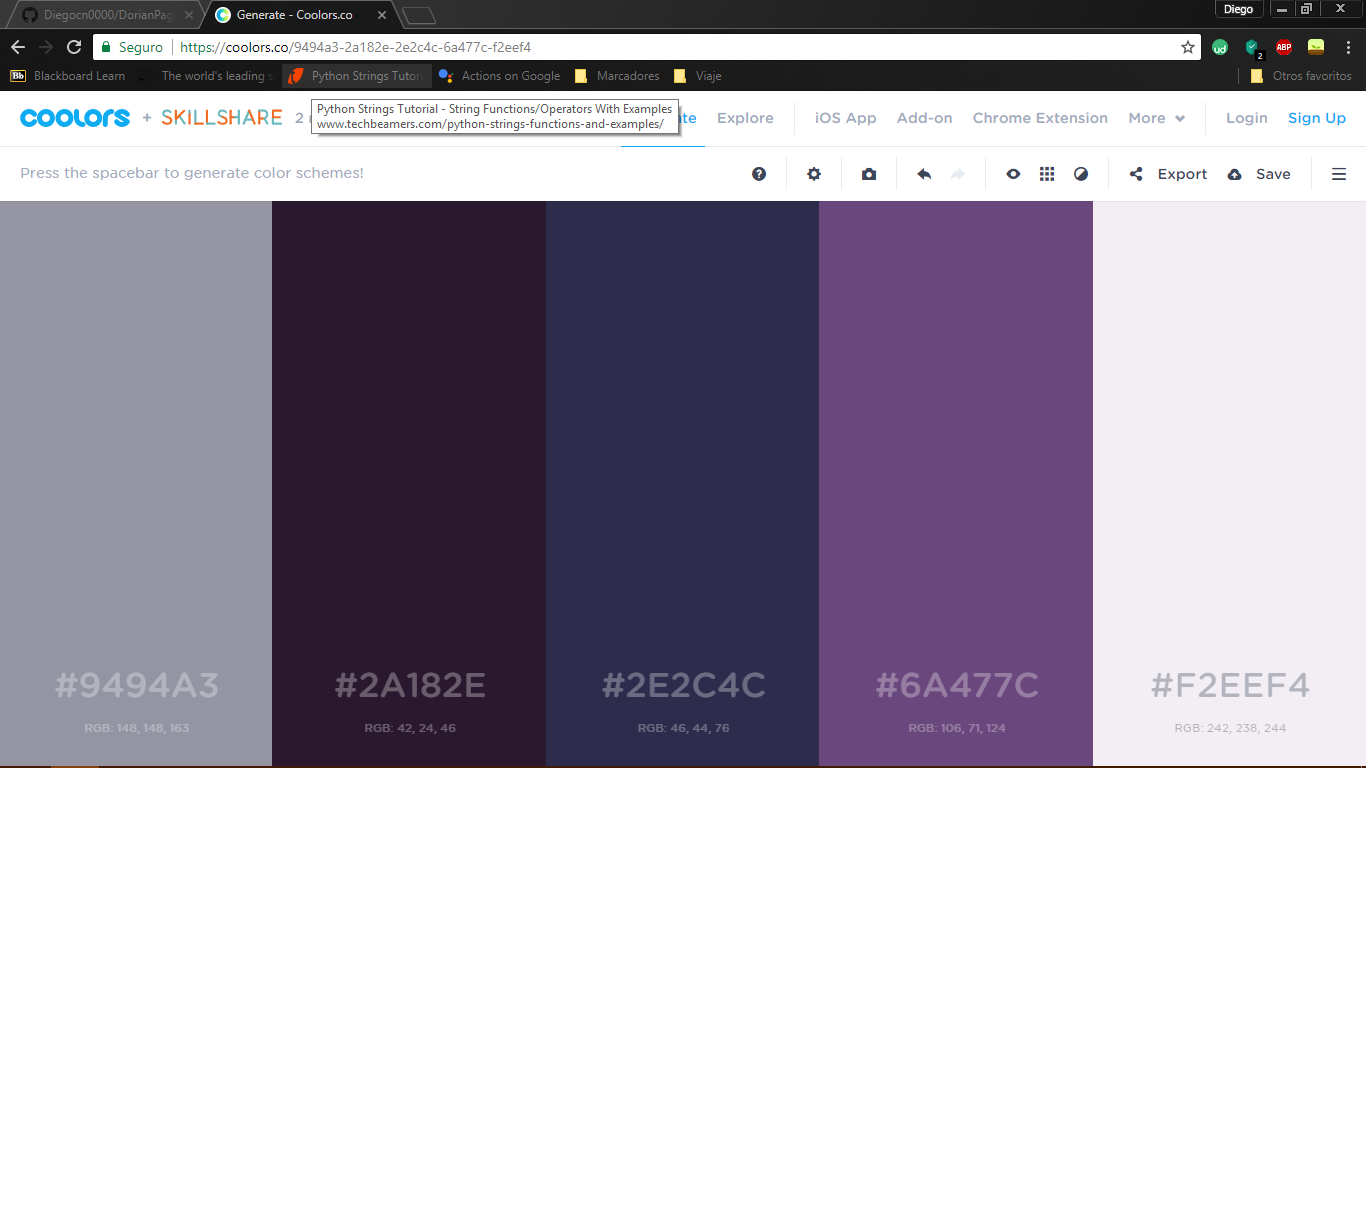 Diegocn0000/DorianPag
Generate - Coolors.co
Diego
Seguro
https://coolors.co/9494a3-2a182e-2e2c4c-6a477c-f2eef4
ud
2
ABP
Bb Blackboard Learn
The world's leading s
Python Strings Tutori
Actions on Google
Marcadores
Viaje
Otros favoritos
coolors + SKILLSHARE 2
Python Strings Tutorial - String Functions/Operators With Examples
www.techbeamers.com/python-strings-functions-and-examples/
Explore
iOS App
Add-on
Chrome Extension
More
Login
Sign Up
Press the spacebar to generate color schemes!
Export
Save
#9494A3
#2A182E
#2E2C4C
#6A477C
#F2EEF4
RGB: 148, 148, 163
RGB: 42, 24, 46
RGB: 46, 44, 76
RGB: 106, 71, 124
RGB: 242, 238, 244